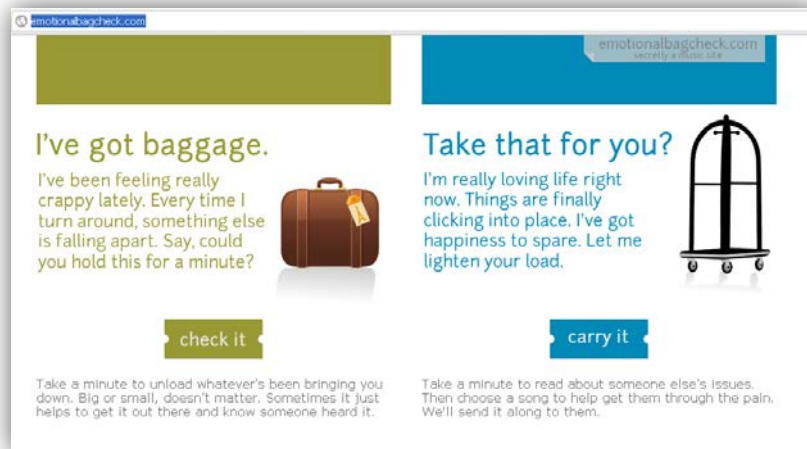 emotionalbagcheck.com
emotionalbagcheck.com
secretly a music site
I've got baggage.
I've been feeling really
crappy lately. Every time I
turn around, something else
is falling apart. Say, could
you hold this for a minute?
check it
Take a minute to unload whatever's been bringing you
down. Big or small, doesn't matter. Sometimes it just
helps to get it out there and know someone heard it.
Take that for you?
I'm really loving life right
now. Things are finally
clicking into place. I've got
happiness to spare. Let me
lighten your load.
carry it
Take a minute to read about someone else's issues.
Then choose a song to help get them through the pain.
We'll send it along to them.